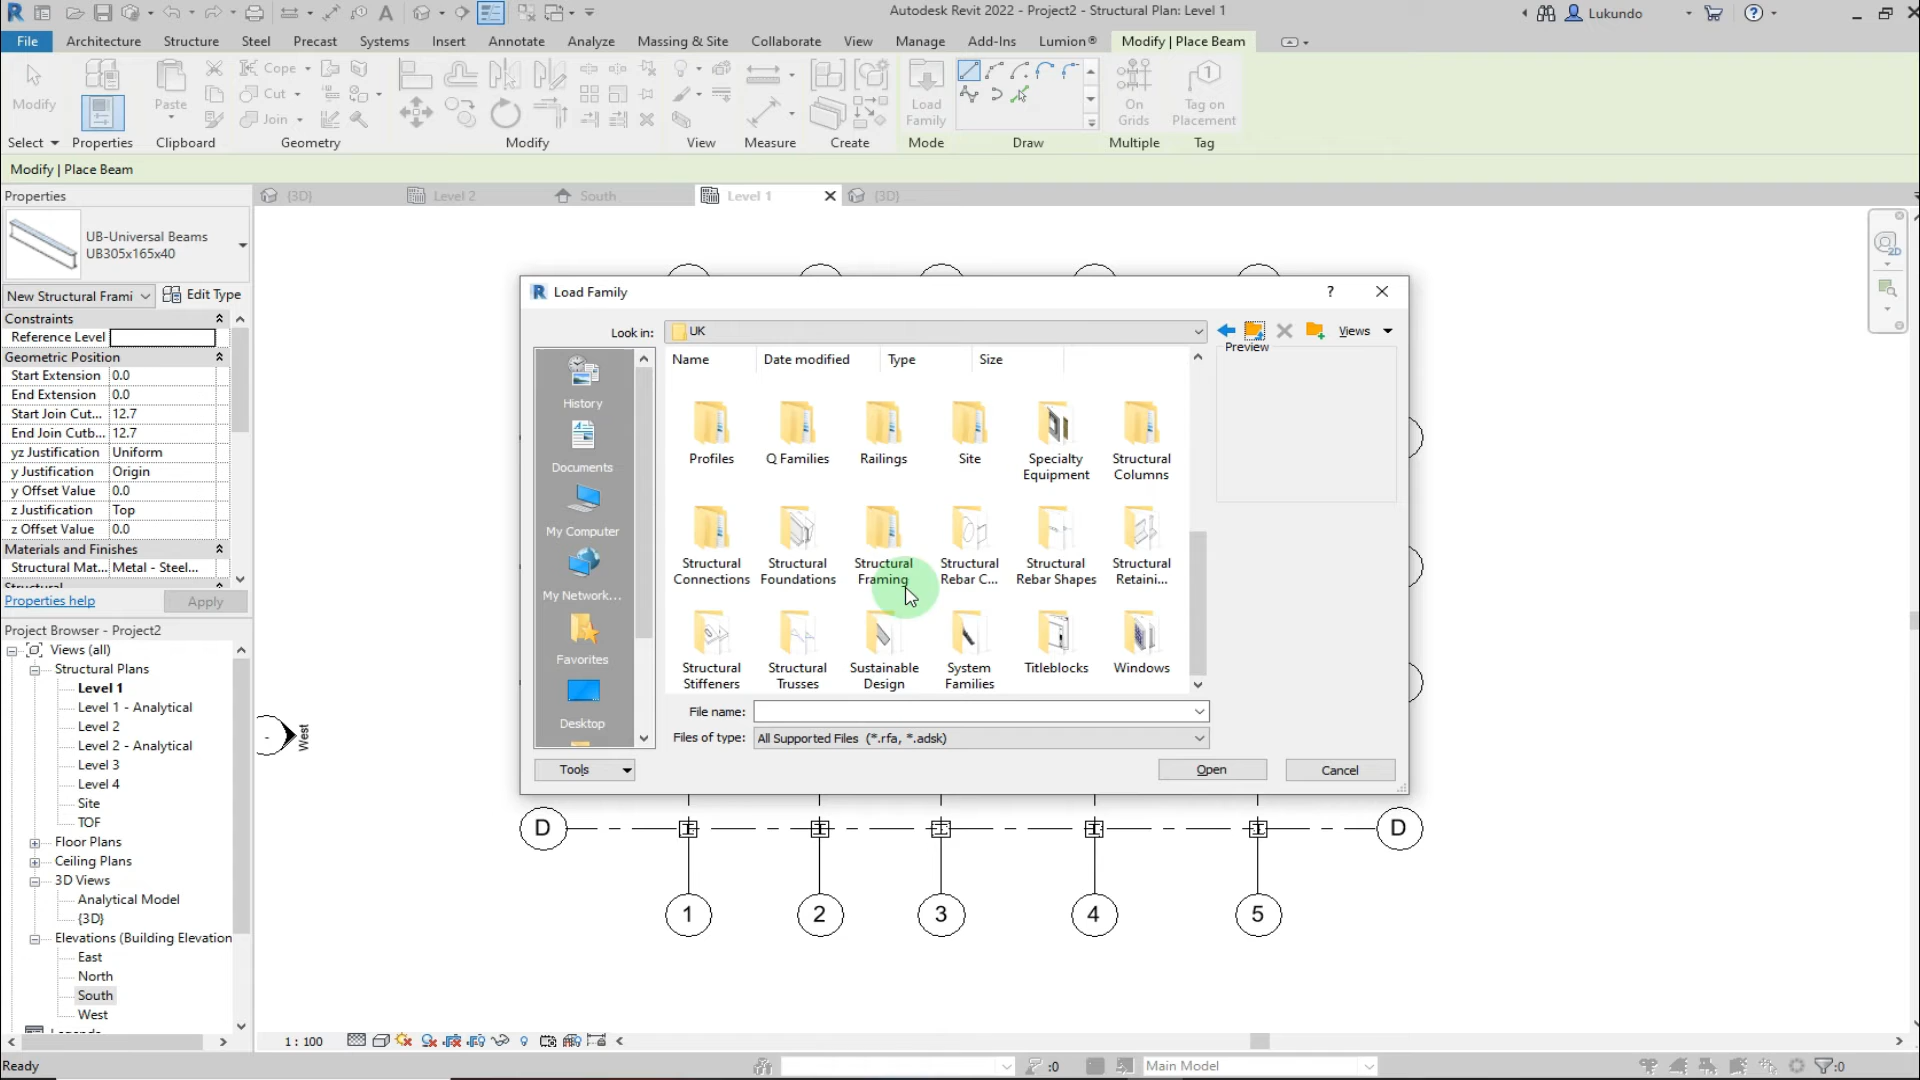 Autodesk Revit 2022 - Project2 - Structural Plan: Level 1
Lukundo
File Architecture Structure Steel Precast Systems Insert Annotate Analyze Massing & Site Collaborate View Manage Add-Ins Lumion® Modify | Place Beam
Modify
Paste
Cope
Cut
Join
Load Family
On Grids
Tag on Placement
Select Properties Clipboard Geometry Modify View Measure Create Mode Draw Multiple Tag
Modify | Place Beam
Properties
{3D} Level 2 South Level 1 {3D}
UB-Universal Beams
UB305x165x40
New Structural Frami Edit Type
Constraints
Reference Level
Geometric Position
Start Extension 0.0
End Extension 0.0
Start Join Cut... 12.7
End Join Cutb... 12.7
yz Justification Uniform
y Justification Origin
y Offset Value 0.0
z Justification Top
z Offset Value 0.0
Materials and Finishes
Structural Mat... Metal - Steel...
Structural
Properties help Apply
Project Browser - Project2
Views (all)
Structural Plans
Level 1
Level 1 - Analytical
Level 2
Level 2 - Analytical
Level 3
Level 4
Site
TOF
Floor Plans
Ceiling Plans
3D Views
Analytical Model
{3D}
Elevations (Building Elevation
East
North
South
West
Load Family
?
Look in: UK Views
Preview
Name Date modified Type Size
History
Documents
My Computer
My Network...
Favorites
Desktop
Profiles
Q Families
Railings
Site
Specialty Equipment
Structural Columns
Structural Connections
Structural Foundations
Structural Framing
Structural Rebar C...
Structural Rebar Shapes
Structural Retaini...
Structural Stiffeners
Structural Trusses
Sustainable Design
System Families
Titleblocks
Windows
File name:
Files of type: All Supported Files (*.rfa, *.adsk)
Tools Open Cancel
- West
D D
1 2 3 4 5
2D
1 : 100
Ready :0 Main Model :0